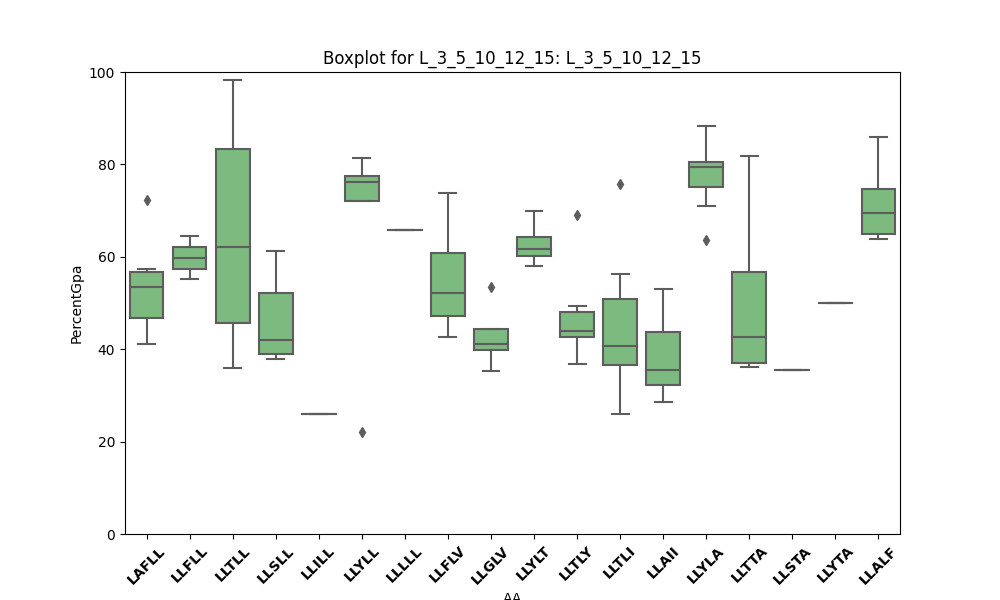 Boxplot for L_3_5_10_12_15: L_3_5_10_12_15
PercentGpa
100
80
60
40
20
0
LAFLL LLFLL LLTLL LLSLL LLILL LLYLL LLLLL LLFLV LLGLV LLYLT LLTLY LLTLI LLAII LLYLA LLTTA LLSTA LLYTA LLALF
AA